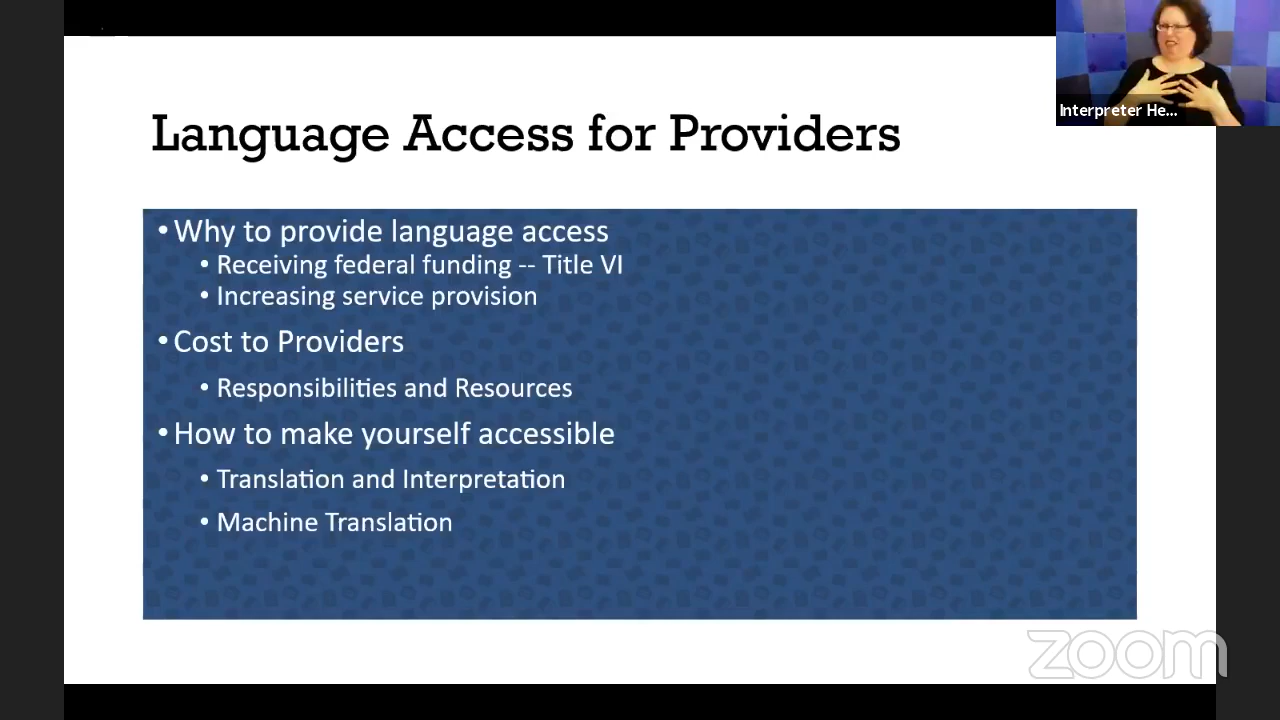 Interpreter He...
Language Access for Providers
• Why to provide language access
• Receiving federal funding -- Title VI
• Increasing service provision
• Cost to Providers
• Responsibilities and Resources
• How to make yourself accessible
• Translation and Interpretation
• Machine Translation
zoom